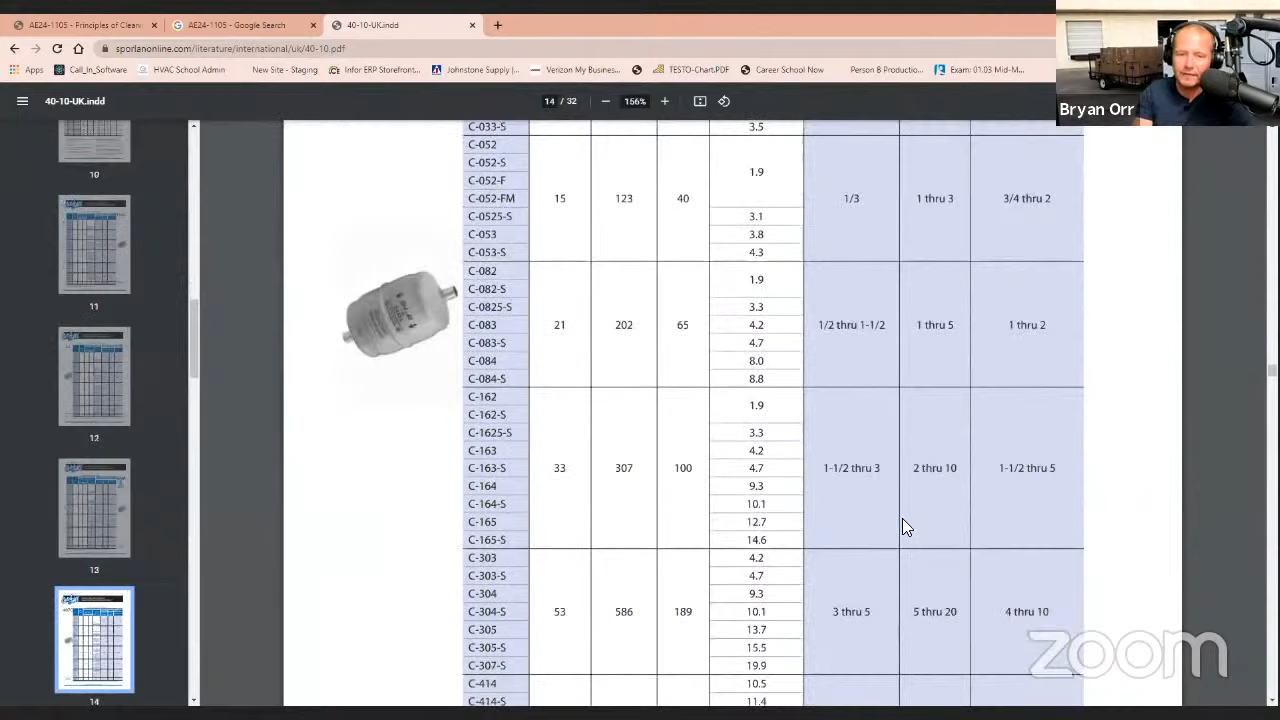 AE24-1105 - Principles of Clean
AE24-1105 - Google Search
40-10-UK.indd
sporlanonline.com/literature/international/uk/40-10.pdf
Apps
Call_In_Software
HVAC School Admin
New Site - Staging
Infor ERP Storefront...
Johnstone Supply |...
Verizon My Busines...
TESTO-Chart.PDF
Career School Now
Person B Productio...
Exam: 01.03 Mid-M...
40-10-UK.indd
14 / 32
156%
Bryan Orr
10
11
12
13
14
C-033-S 3.5
C-052
C-052-S 1.9
C-052-F
C-052-FM 15 123 40 1/3 1 thru 3 3/4 thru 2
C-0525-S 3.1
C-053 3.8
C-053-S 4.3
C-082 1.9
C-082-S
C-0825-S 3.3
C-083 21 202 65 4.2 1/2 thru 1-1/2 1 thru 5 1 thru 2
C-083-S 4.7
C-084 8.0
C-084-S 8.8
C-162 1.9
C-162-S
C-1625-S 3.3
C-163 4.2
C-163-S 33 307 100 4.7 1-1/2 thru 3 2 thru 10 1-1/2 thru 5
C-164 9.3
C-164-S 10.1
C-165 12.7
C-165-S 14.6
C-303 4.2
C-303-S 4.7
C-304 9.3
C-304-S 53 586 189 10.1 3 thru 5 5 thru 20 4 thru 10
C-305 13.7
C-305-S 15.5
C-307-S 19.9
C-414 10.5
C-414-S 11.4
zoom